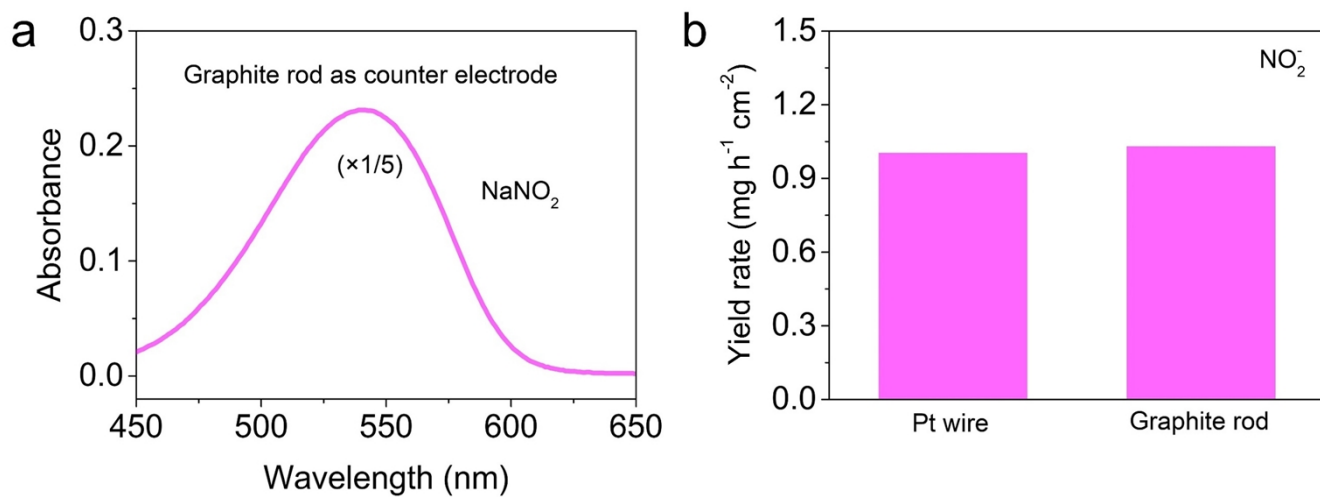 a
0.3
0.2
0.1
0.0
Absorbance
Graphite rod as counter electrode
(×1/5)
NaNO₂
450 500 550 600 650
Wavelength (nm)
b
1.5
1.2
0.9
0.6
0.3
0.0
Yield rate (mg h⁻¹ cm⁻²)
NO₂⁻
Pt wire Graphite rod